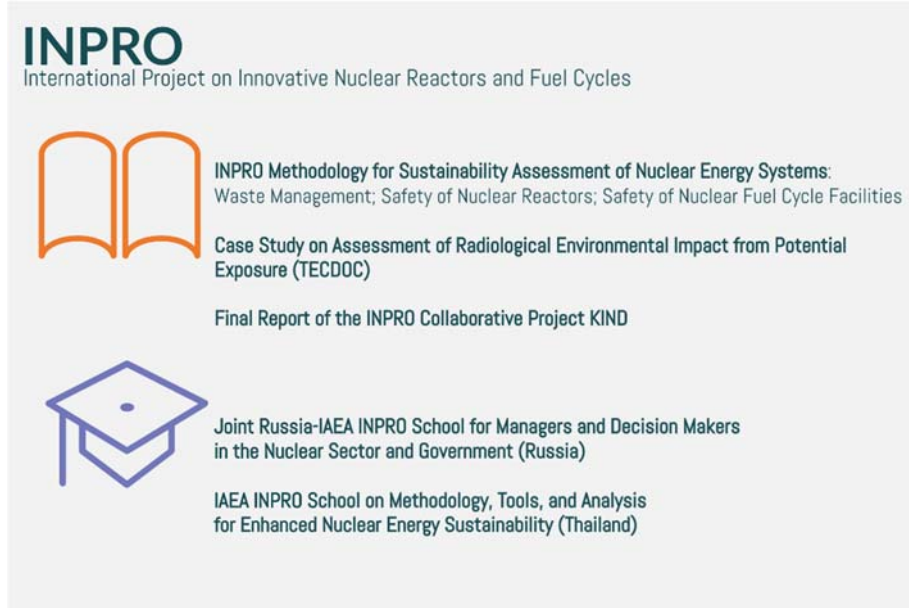 INPRO
International Project on Innovative Nuclear Reactors and Fuel Cycles
INPRO Methodology for Sustainability Assessment of Nuclear Energy Systems:
Waste Management; Safety of Nuclear Reactors; Safety of Nuclear Fuel Cycle Facilities
Case Study on Assessment of Radiological Environmental Impact from Potential
Exposure (TECDOC)
Final Report of the INPRO Collaborative Project KIND
Joint Russia-IAEA INPRO School for Managers and Decision Makers
in the Nuclear Sector and Government (Russia)
IAEA INPRO School on Methodology, Tools, and Analysis
for Enhanced Nuclear Energy Sustainability (Thailand)